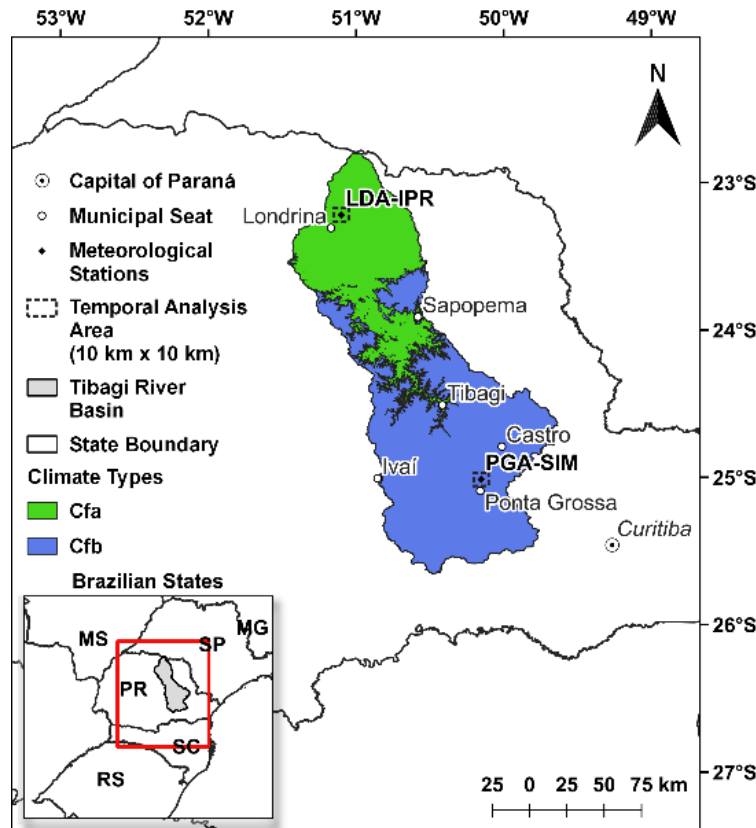 53°W 52°W 51°W 50°W 49°W
N
23°S
24°S
25°S
26°S
27°S
Capital of Paraná
Municipal Seat
Meteorological
Stations
Temporal Analysis
Area
(10 km x 10 km)
Tibagi River
Basin
State Boundary
Climate Types
Cfa
Cfb
LDA-IPR
Londrina
Sapopema
Tibagi
Castro
Ivaí
PGA-SIM
Ponta Grossa
Curitiba
Brazilian States
MS
SP
MG
PR
SC
RS
25 0 25 50 75 km